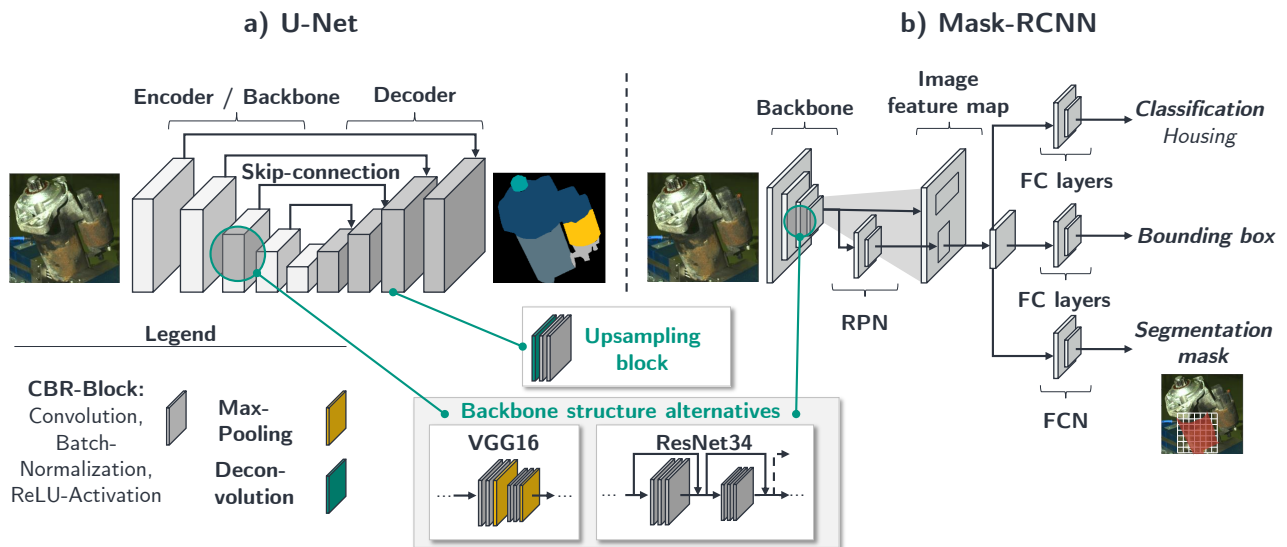 a) U-Net
b) Mask-RCNN
Encoder / Backbone
Decoder
Skip-connection
Backbone
Image
feature map
Classification
Housing
FC layers
Bounding box
FC layers
RPN
Segmentation
mask
FCN
Upsampling
block
Legend
CBR-Block:
Convolution,
Batch-
Normalization,
ReLU-Activation
Max-
Pooling
Decon-
volution
Backbone structure alternatives
VGG16
ResNet34
...
...
...
...
...